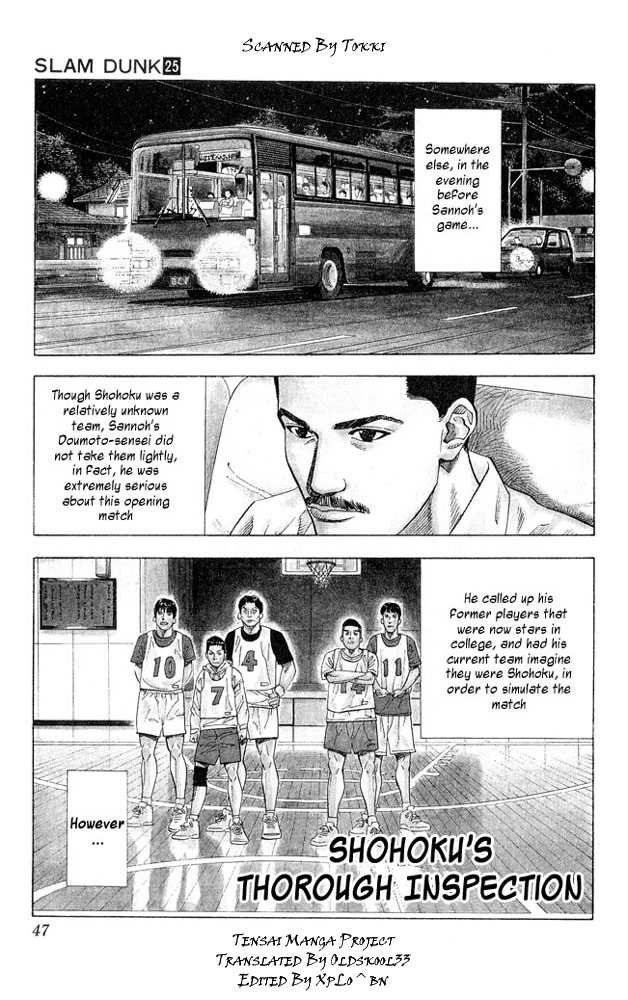 Scanned By Tokki
SLAM DUNK 25
Somewhere
else, in the
evening
before
Sannoh's
game...
Though Shohoku was a
relatively unknown
team, Sannoh's
Doumoto-sensei did
not take them lightly,
in fact, he was
extremely serious
about this opening
match
He called up his
former players that
were now stars in
college, and had his
current team imagine
they were Shohoku, in
order to simulate the
match
10
7
4
14
11
However
...
SHOHOKU'S
THOROUGH INSPECTION
47
Tensai Manga Project
Translated By Oldskool33
Edited By XpLo^bn